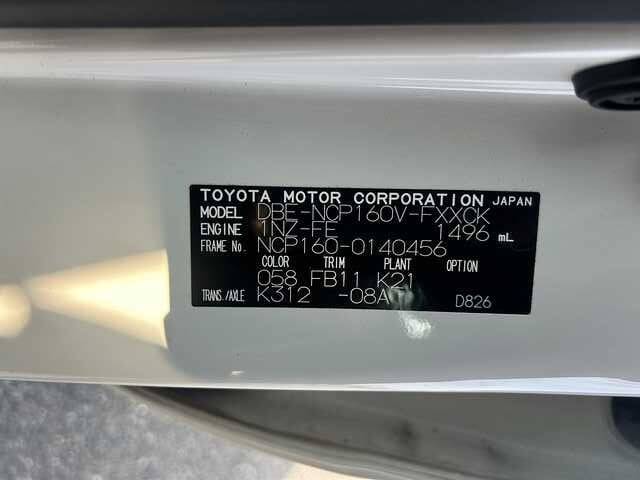 TOYOTA MOTOR CORPORATION JAPAN
MODEL DBE-NCP160V-FXXCK
ENGINE 1NZ-FE 1496 mL
FRAME No. NCP160-0140456
COLOR TRIM PLANT OPTION
058 FB11 K21
TRANS./AXLE K312 -08A D826